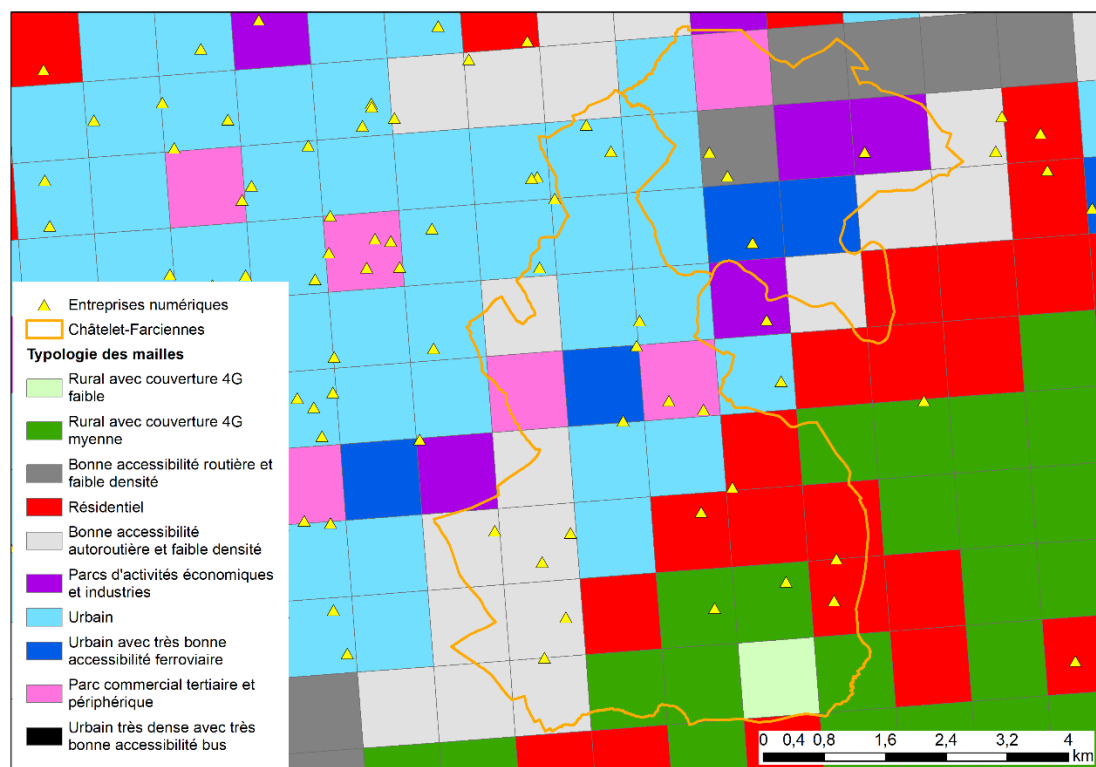 Entreprises numériques
Châtelet-Farciennes
Typologie des mailles
Rural avec couverture 4G
faible
Rural avec couverture 4G
myenne
Bonne accessibilité routière et
faible densité
Résidentiel
Bonne accessibilité
autoroutière et faible densité
Parcs d'activités économiques
et industries
Urbain
Urbain avec très bonne
accessibilité ferroviaire
Parc commercial tertiaire et
périphérique
Urbain très dense avec très
bonne accessibilité bus
0 0,4 0,8 1,6 2,4 3,2 4
km